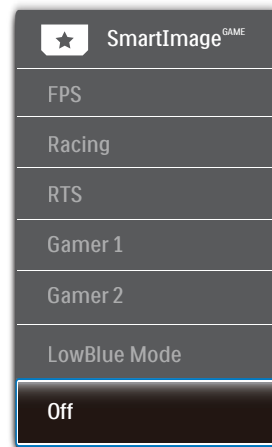 SmartImage GAME
FPS
Racing
RTS
Gamer 1
Gamer 2
LowBlue Mode
Off